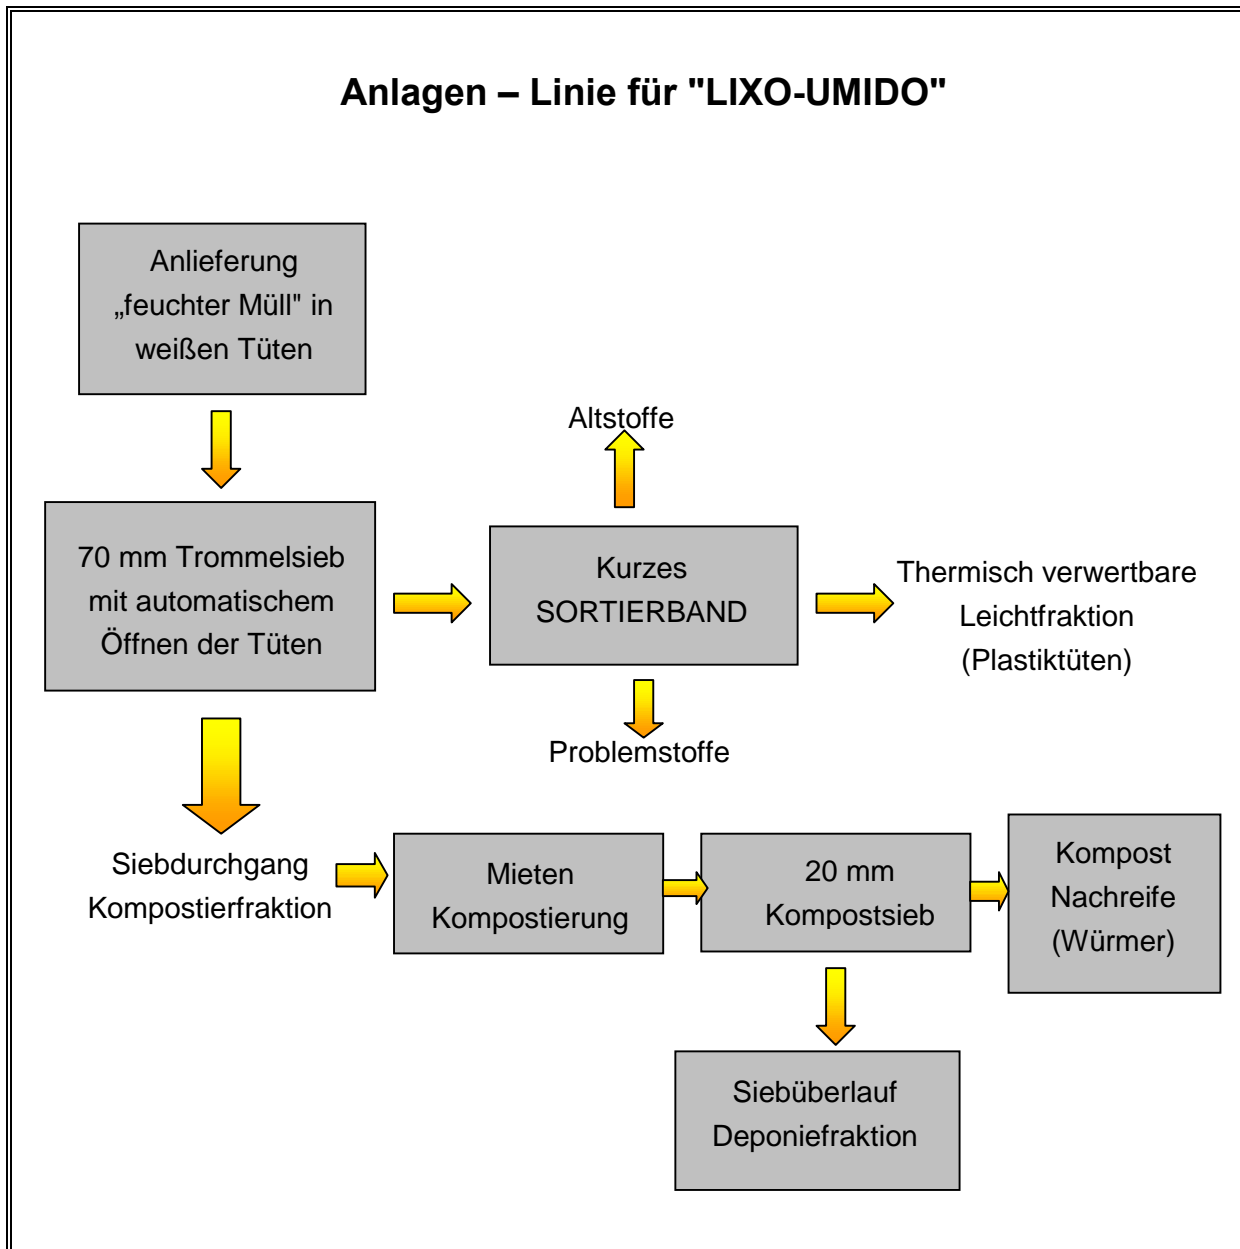 Anlagen – Linie für "LIXO-UMIDO"
Anlieferung
„feuchter Müll" in
weißen Tüten
Altstoffe
70 mm Trommelsieb
mit automatischem
Öffnen der Tüten
Kurzes
SORTIERBAND
Thermisch verwertbare
Leichtfraktion
(Plastiktüten)
Problemstoffe
Siebdurchgang
Kompostierfraktion
Mieten
Kompostierung
20 mm
Kompostsieb
Kompost
Nachreife
(Würmer)
Siebüberlauf
Deponiefraktion